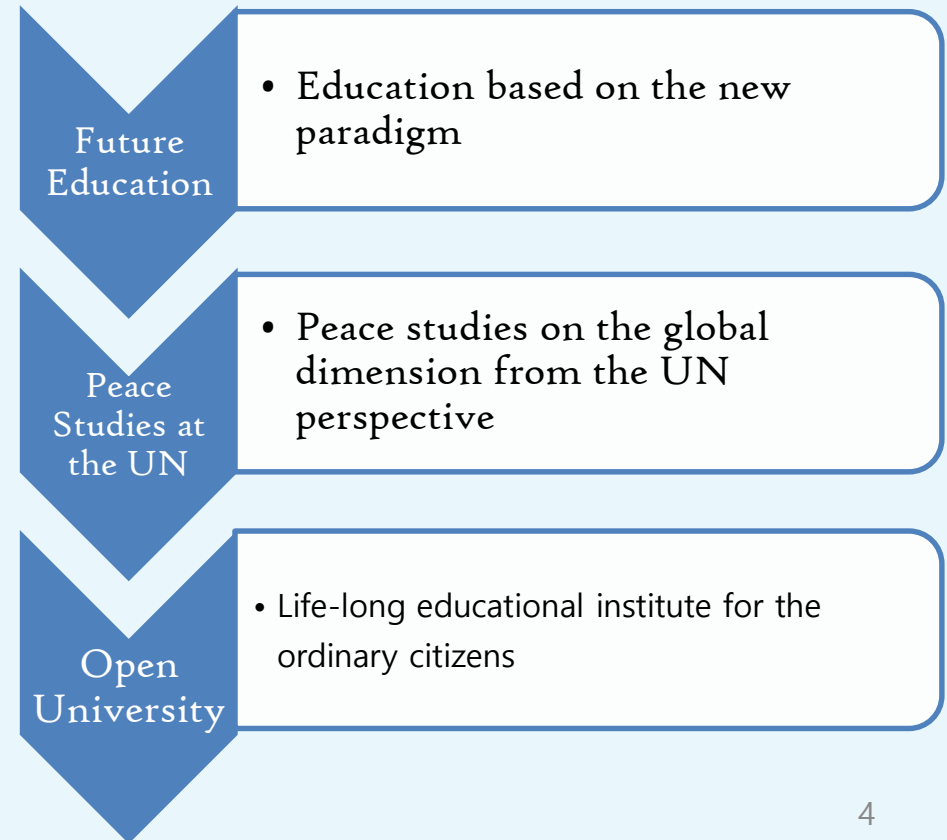 Future
Education
• Education based on the new
paradigm
Peace
Studies at
the UN
• Peace studies on the global
dimension from the UN
perspective
Open
University
• Life-long educational institute for the
ordinary citizens
4